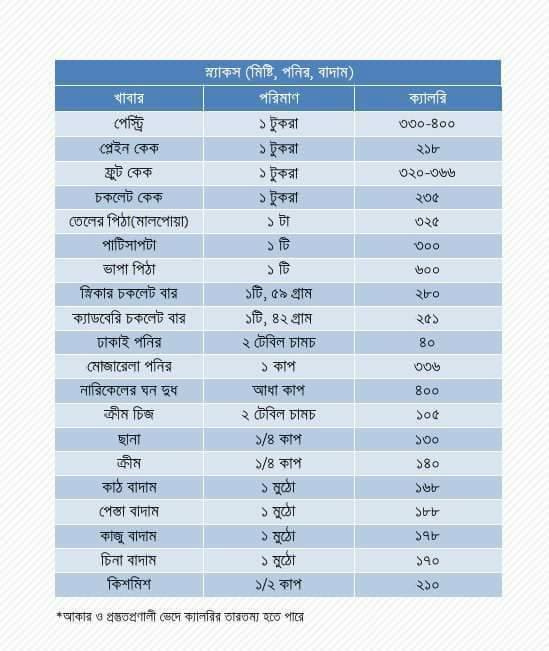 স্ন্যাকস (মিষ্টি, পনির, বাদাম)
খাবার পরিমাণ ক্যালরি
পেস্ট্রি ১ টুকরা ৩৩০-৪০০
প্লেইন কেক ১ টুকরা ২১৮
ফ্রুট কেক ১ টুকরা ৩২০-৩৬৬
চকলেট কেক ১ টুকরা ২৩৫
তেলের পিঠা(মালপোয়া) ১ টা ৩২৫
পাটিসাপটা ১ টি ৩০০
ভাপা পিঠা ১ টি ৬০০
স্নিকার চকলেট বার ১টি, ৫৯ গ্রাম ২৮০
ক্যাডবেরি চকলেট বার ১টি, ৪২ গ্রাম ২৫১
ঢাকাই পনির ২ টেবিল চামচ ৪০
মোজারেলা পনির ১ কাপ ৩৩৬
নারিকেলের ঘন দুধ আধা কাপ ৪০০
ক্রীম চিজ ২ টেবিল চামচ ১০৫
ছানা ১/৪ কাপ ১৩০
ক্রীম ১/৪ কাপ ১৪০
কাঠ বাদাম ১ মুঠো ১৬৮
পেস্তা বাদাম ১ মুঠো ১৮৮
কাজু বাদাম ১ মুঠো ১৭৮
চিনা বাদাম ১ মুঠো ১৭০
কিশমিশ ১/২ কাপ ২১০
*আকার ও প্রস্তুতপ্রণালী ভেদে ক্যালরির তারতম্য হতে পারে